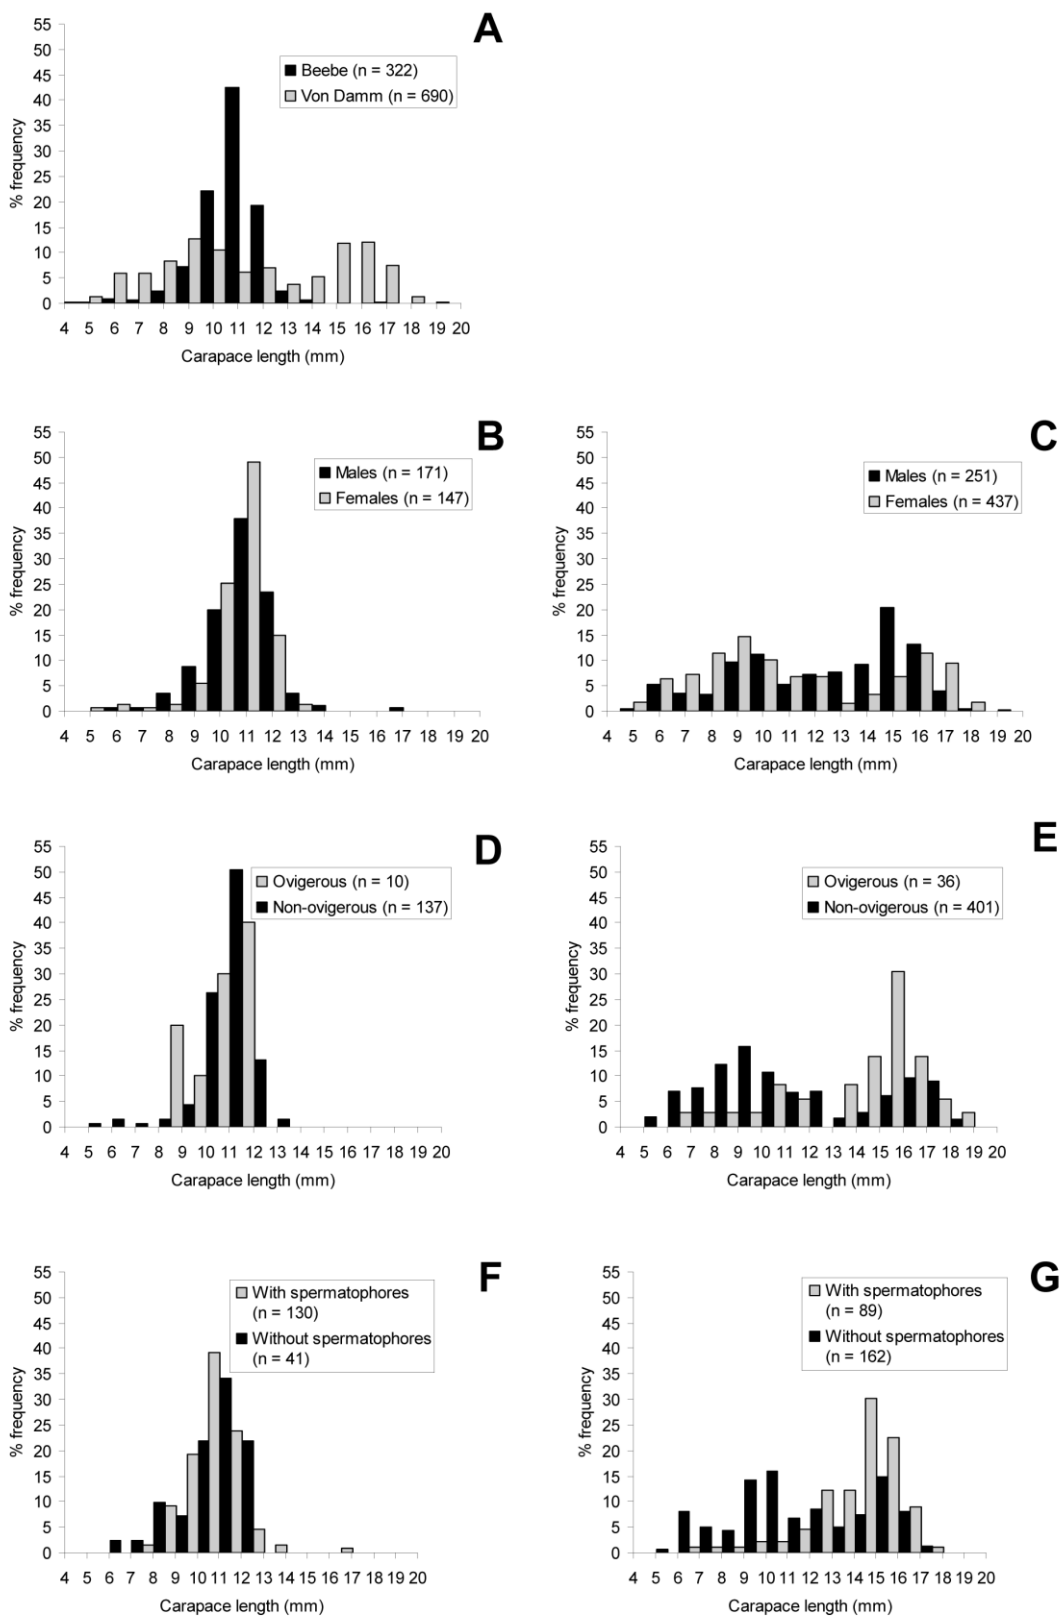 A
55
50
45
40
35
30
25
20
15
10
5
0
% frequency
Beebe (n = 322)
Von Damm (n = 690)
4 5 6 7 8 9 10 11 12 13 14 15 16 17 18 19 20
Carapace length (mm)
B
55
50
45
40
35
30
25
20
15
10
5
0
% frequency
Males (n = 171)
Females (n = 147)
4 5 6 7 8 9 10 11 12 13 14 15 16 17 18 19 20
Carapace length (mm)
C
55
50
45
40
35
30
25
20
15
10
5
0
% frequency
Males (n = 251)
Females (n = 437)
4 5 6 7 8 9 10 11 12 13 14 15 16 17 18 19 20
Carapace length (mm)
D
55
50
45
40
35
30
25
20
15
10
5
0
% frequency
Ovigerous (n = 10)
Non-ovigerous (n = 137)
4 5 6 7 8 9 10 11 12 13 14 15 16 17 18 19 20
Carapace length (mm)
E
55
50
45
40
35
30
25
20
15
10
5
0
% frequency
Ovigerous (n = 36)
Non-ovigerous (n = 401)
4 5 6 7 8 9 10 11 12 13 14 15 16 17 18 19 20
Carapace length (mm)
F
55
50
45
40
35
30
25
20
15
10
5
0
% frequency
With spermatophores
(n = 130)
Without spermatophores
(n = 41)
4 5 6 7 8 9 10 11 12 13 14 15 16 17 18 19 20
Carapace length (mm)
G
55
50
45
40
35
30
25
20
15
10
5
0
% frequency
With spermatophores
(n = 89)
Without spermatophores
(n = 162)
4 5 6 7 8 9 10 11 12 13 14 15 16 17 18 19 20
Carapace length (mm)